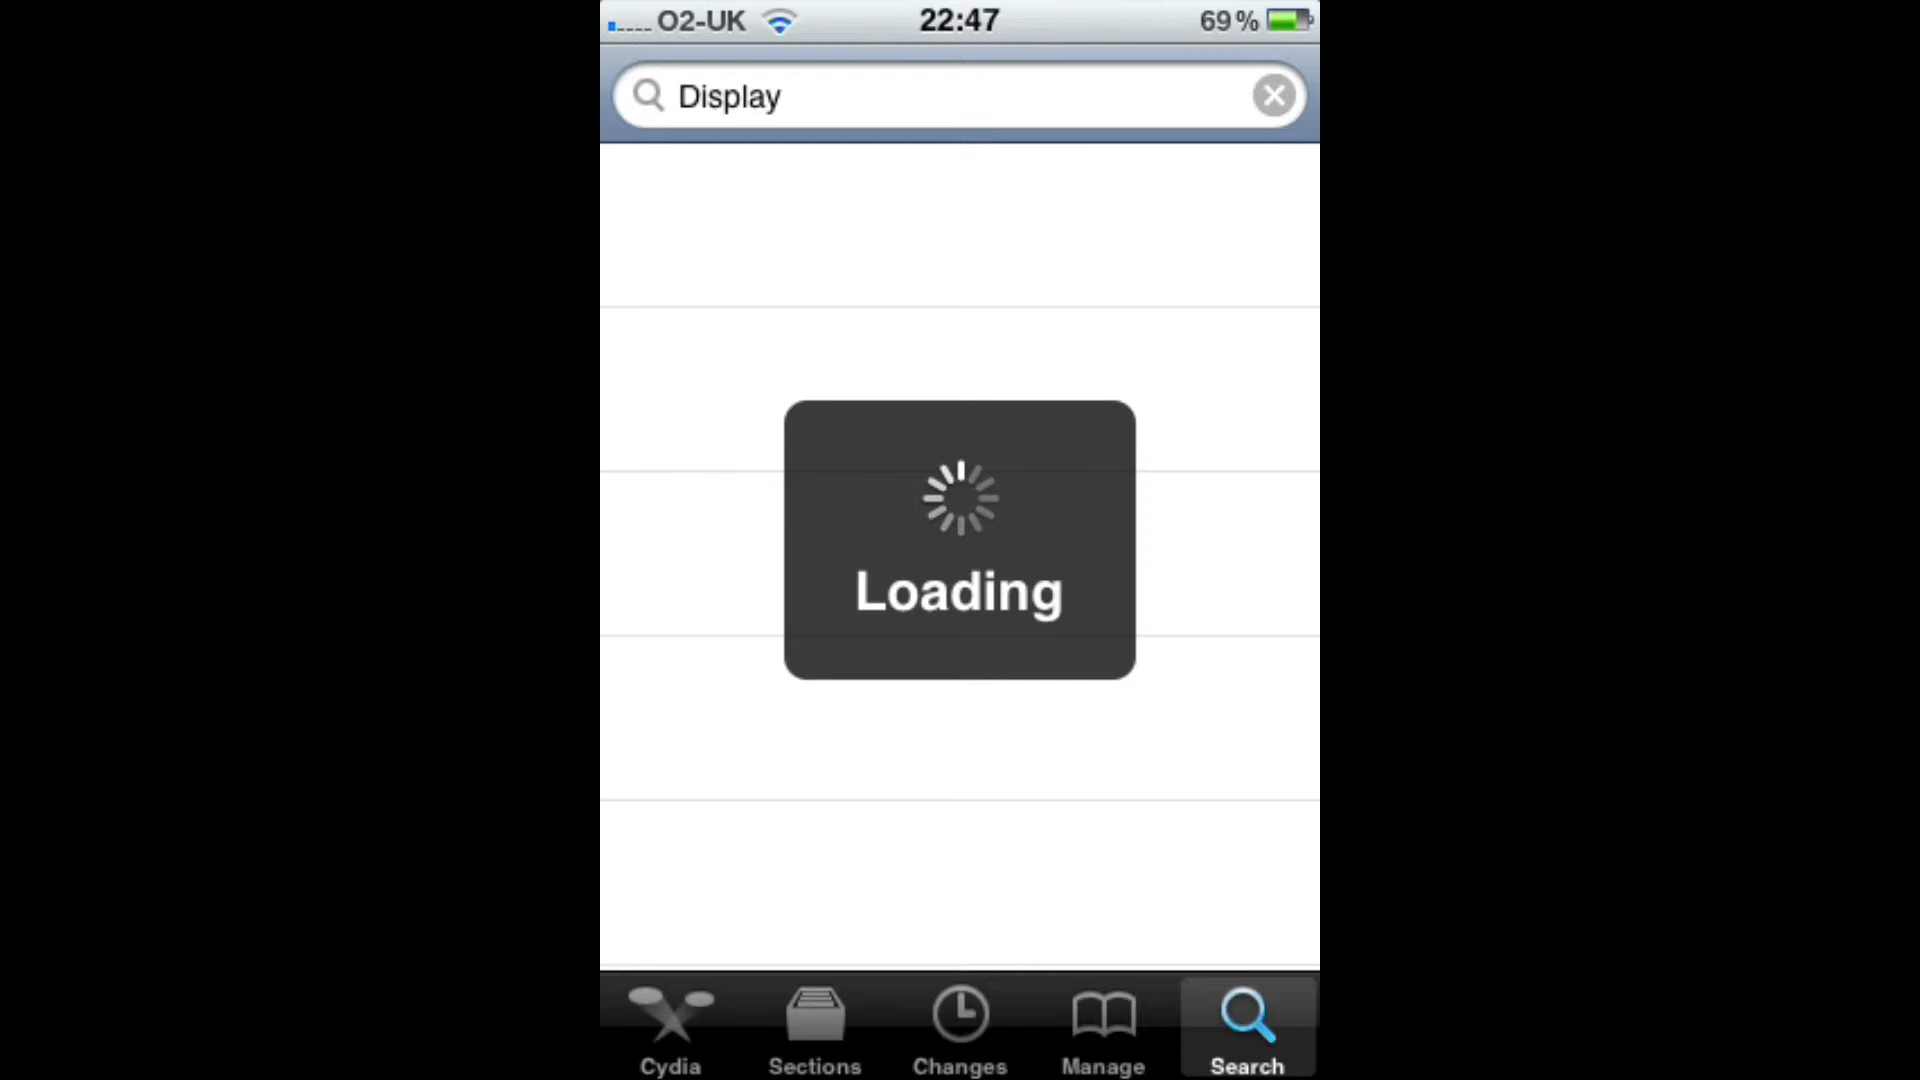 O2-UK 22:47 69%
Display
Loading
Cydia Sections Changes Manage Search